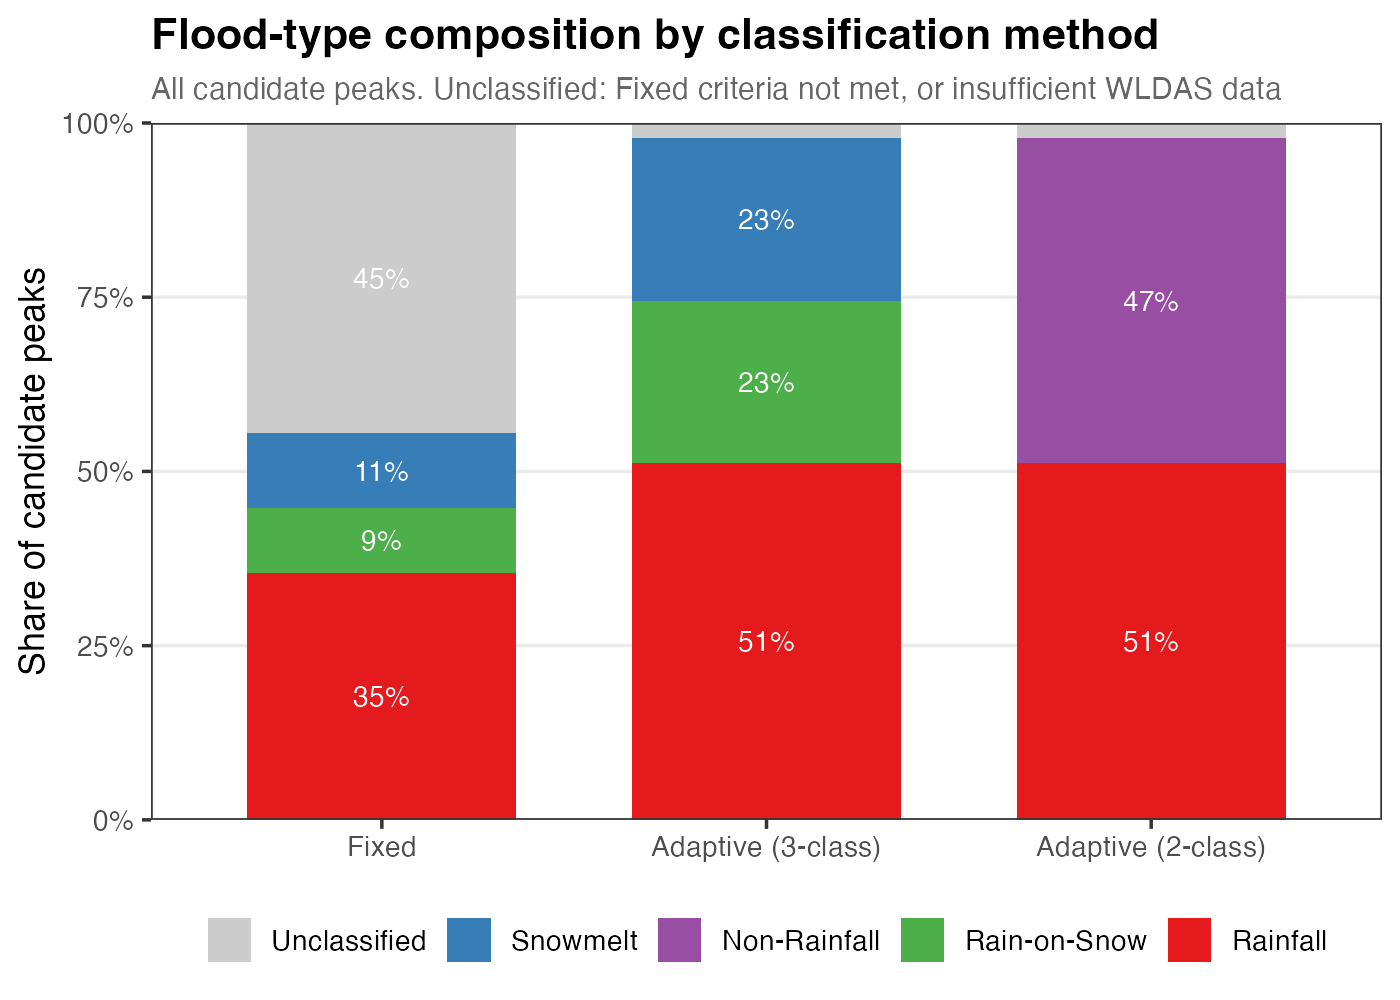 Flood-type composition by classification method
All candidate peaks. Unclassified: Fixed criteria not met, or insufficient WLDAS data
Share of candidate peaks
100%
75%
50%
25%
0%
45%
11%
9%
35%
23%
23%
51%
47%
51%
Fixed
Adaptive (3-class)
Adaptive (2-class)
Unclassified
Snowmelt
Non-Rainfall
Rain-on-Snow
Rainfall